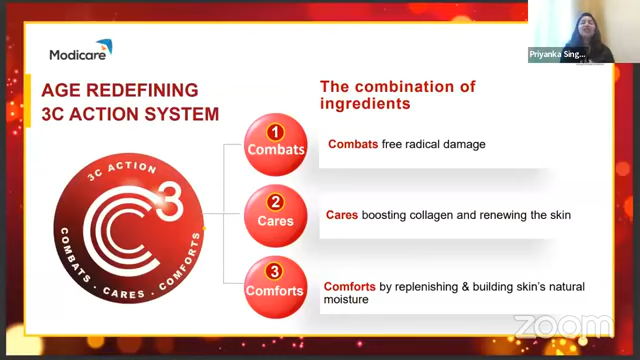 Modicare
Priyanka Sing...
AGE REDEFINING
3C ACTION SYSTEM
The combination of
ingredients
3C ACTION
C3
COMBATS · CARES · COMFORTS
1
Combats
Combats free radical damage
2
Cares
Cares boosting collagen and renewing the skin
3
Comforts
Comforts by replenishing & building skin's natural
moisture
zoom